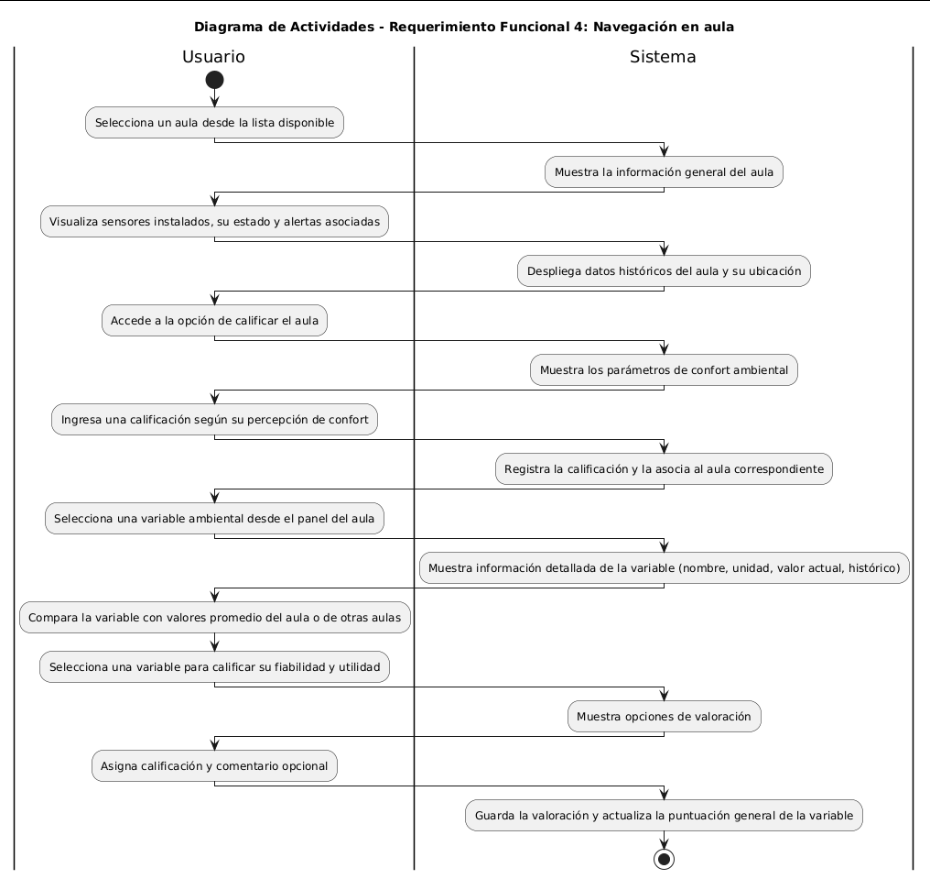 Diagrama de Actividades - Requerimiento Funcional 4: Navegación en aula
Usuario
Sistema
Selecciona un aula desde la lista disponible
Muestra la información general del aula
Visualiza sensores instalados, su estado y alertas asociadas
Despliega datos históricos del aula y su ubicación
Accede a la opción de calificar el aula
Muestra los parámetros de confort ambiental
Ingresa una calificación según su percepción de confort
Registra la calificación y la asocia al aula correspondiente
Selecciona una variable ambiental desde el panel del aula
Muestra información detallada de la variable (nombre, unidad, valor actual, histórico)
Compara la variable con valores promedio del aula o de otras aulas
Selecciona una variable para calificar su fiabilidad y utilidad
Muestra opciones de valoración
Asigna calificación y comentario opcional
Guarda la valoración y actualiza la puntuación general de la variable